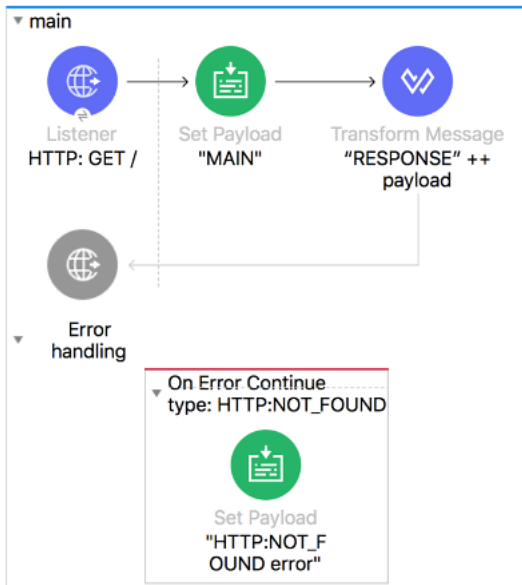 main
Listener
HTTP: GET /
Set Payload
"MAIN"
Transform Message
“RESPONSE” ++
payload
Error
handling
On Error Continue
type: HTTP:NOT_FOUND
Set Payload
"HTTP:NOT_F
OUND error"